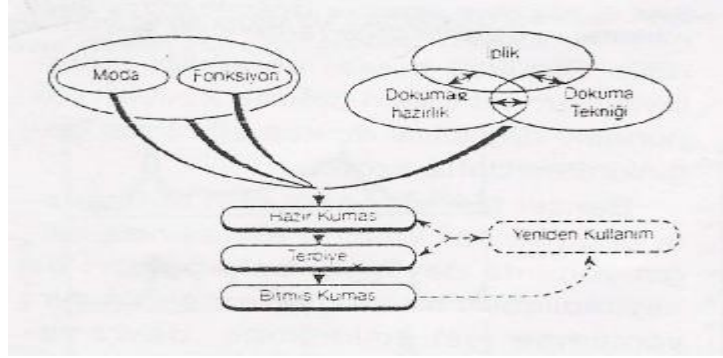 İplik
Moda
Fonksiyon
Dokumaya
hazırlık
Dokuma
Tekniği
Hazır Kumaş
Yeniden Kullanım
Terbiye
Bitmiş Kumaş